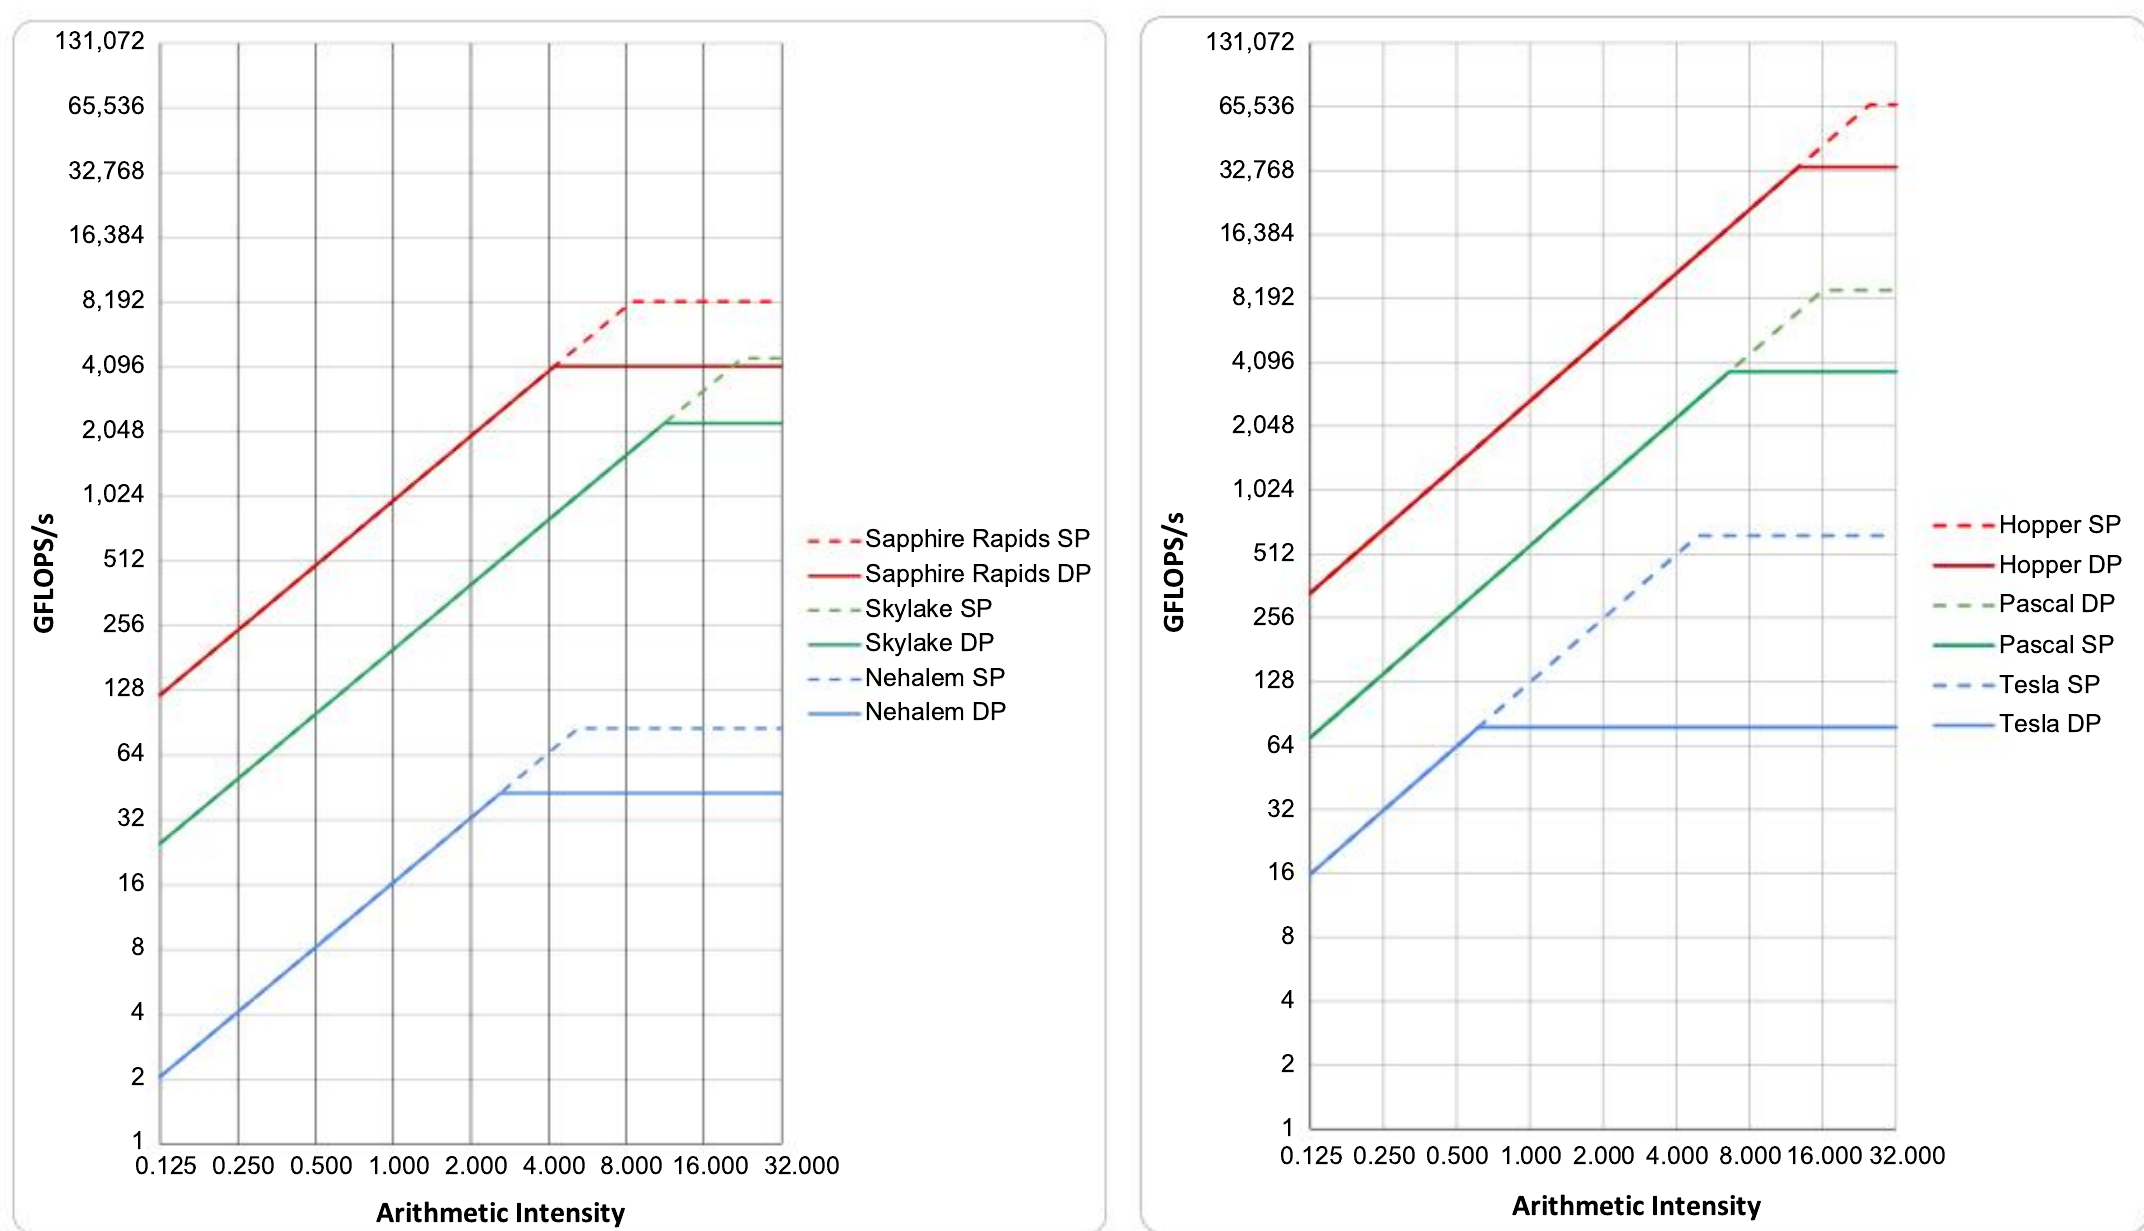 131,072
65,536
32,768
16,384
8,192
4,096
2,048
1,024
512
256
128
64
32
16
8
4
2
1
GFLOPS/s
0.125 0.250 0.500 1.000 2.000 4.000 8.000 16.000 32.000
Arithmetic Intensity
Sapphire Rapids SP
Sapphire Rapids DP
Skylake SP
Skylake DP
Nehalem SP
Nehalem DP
131,072
65,536
32,768
16,384
8,192
4,096
2,048
1,024
512
256
128
64
32
16
8
4
2
1
GFLOPS/s
0.125 0.250 0.500 1.000 2.000 4.000 8.000 16.000 32.000
Arithmetic Intensity
Hopper SP
Hopper DP
Pascal DP
Pascal SP
Tesla SP
Tesla DP